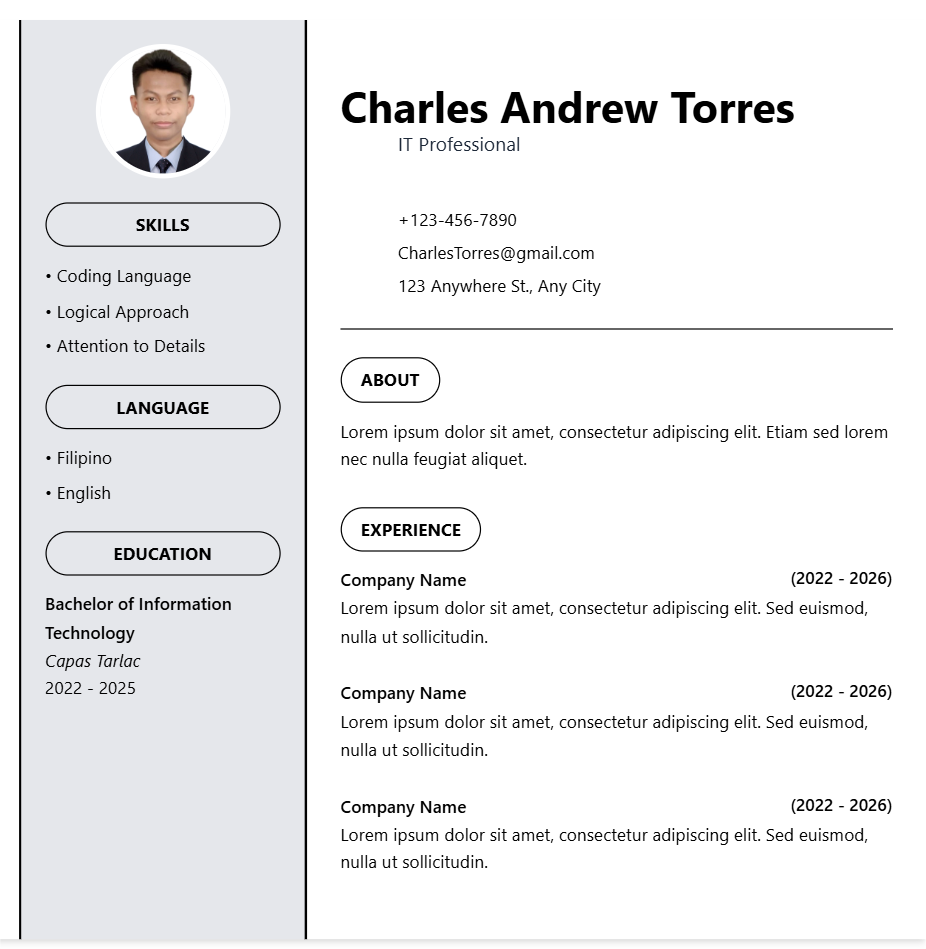 SKILLS
• Coding Language
• Logical Approach
• Attention to Details
LANGUAGE
• Filipino
• English
EDUCATION
Bachelor of Information
Technology
Capas Tarlac
2022 - 2025
Charles Andrew Torres
IT Professional
+123-456-7890
CharlesTorres@gmail.com
123 Anywhere St., Any City
ABOUT
Lorem ipsum dolor sit amet, consectetur adipiscing elit. Etiam sed lorem
nec nulla feugiat aliquet.
EXPERIENCE
Company Name (2022 - 2026)
Lorem ipsum dolor sit amet, consectetur adipiscing elit. Sed euismod,
nulla ut sollicitudin.
Company Name (2022 - 2026)
Lorem ipsum dolor sit amet, consectetur adipiscing elit. Sed euismod,
nulla ut sollicitudin.
Company Name (2022 - 2026)
Lorem ipsum dolor sit amet, consectetur adipiscing elit. Sed euismod,
nulla ut sollicitudin.